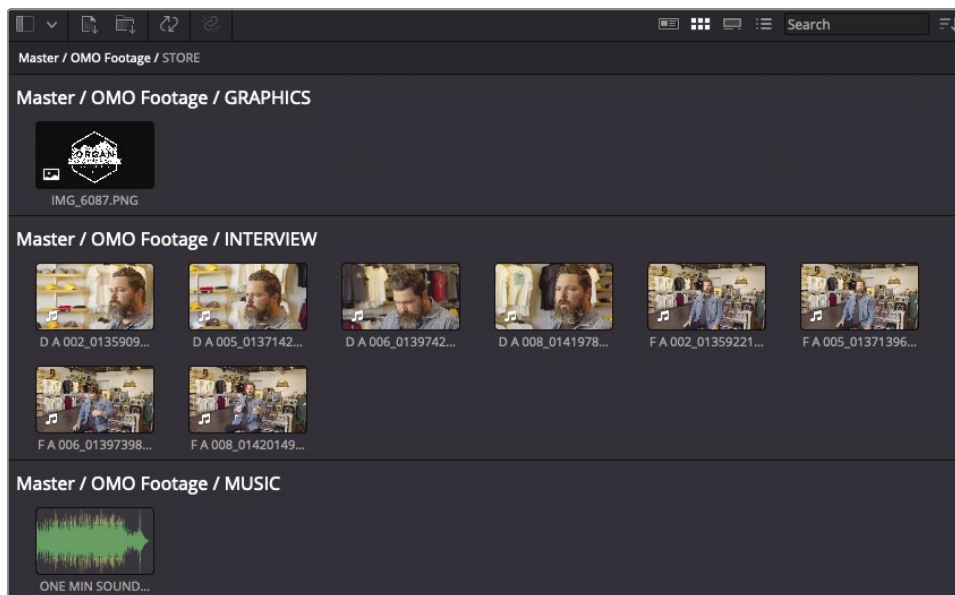 Search
Master / OMO Footage / STORE
Master / OMO Footage / GRAPHICS
ORGAN
IMG_6087.PNG
Master / OMO Footage / INTERVIEW
D A 002_0135909...
D A 005_0137142...
D A 006_0139742...
D A 008_0141978...
F A 002_01359221...
F A 005_01371396...
F A 006_01397398...
F A 008_01420149...
Master / OMO Footage / MUSIC
ONE MIN SOUND...